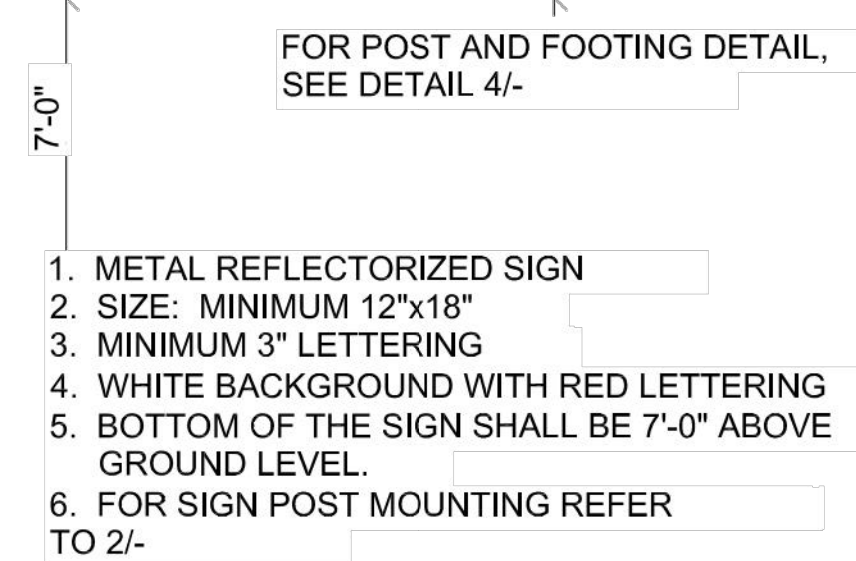 FOR POST AND FOOTING DETAIL,
SEE DETAIL 4/-
7'-0"
1. METAL REFLECTORIZED SIGN
2. SIZE: MINIMUM 12"x18"
3. MINIMUM 3" LETTERING
4. WHITE BACKGROUND WITH RED LETTERING
5. BOTTOM OF THE SIGN SHALL BE 7'-0" ABOVE
GROUND LEVEL.
6. FOR SIGN POST MOUNTING REFER
TO 2/-